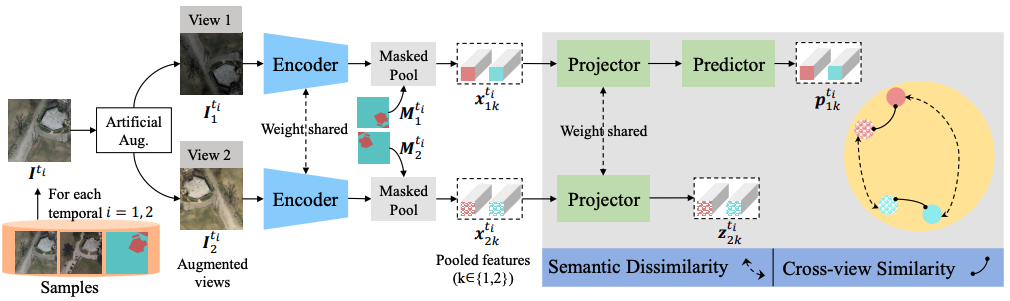 View 1
Encoder
Masked
Pool
Projector
Predictor
I_1^{t_i}
x_{1k}^{t_i}
p_{1k}^{t_i}
M_1^{t_i}
Artificial
Aug.
Weight shared
Weight shared
M_2^{t_i}
I^{t_i}
View 2
Encoder
Masked
Pool
Projector
For each
temporal i = 1, 2
I_2^{t_i}
x_{2k}^{t_i}
z_{2k}^{t_i}
Augmented
views
Pooled features
(k∈{1,2})
Semantic Dissimilarity
Cross-view Similarity
Samples